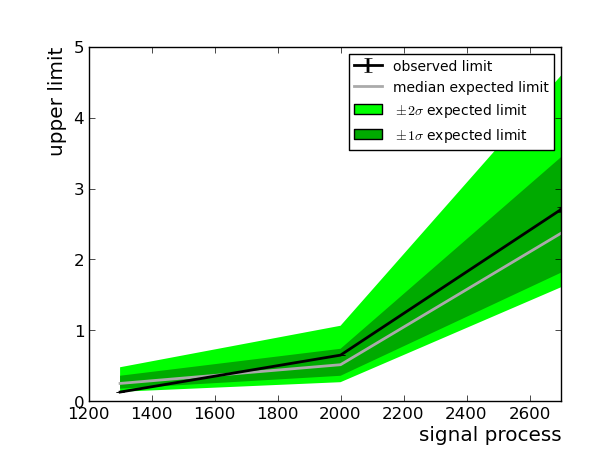 5
4
3
2
1
0
upper limit
observed limit
median expected limit
±2σ expected limit
±1σ expected limit
1200 1400 1600 1800 2000 2200 2400 2600
signal process